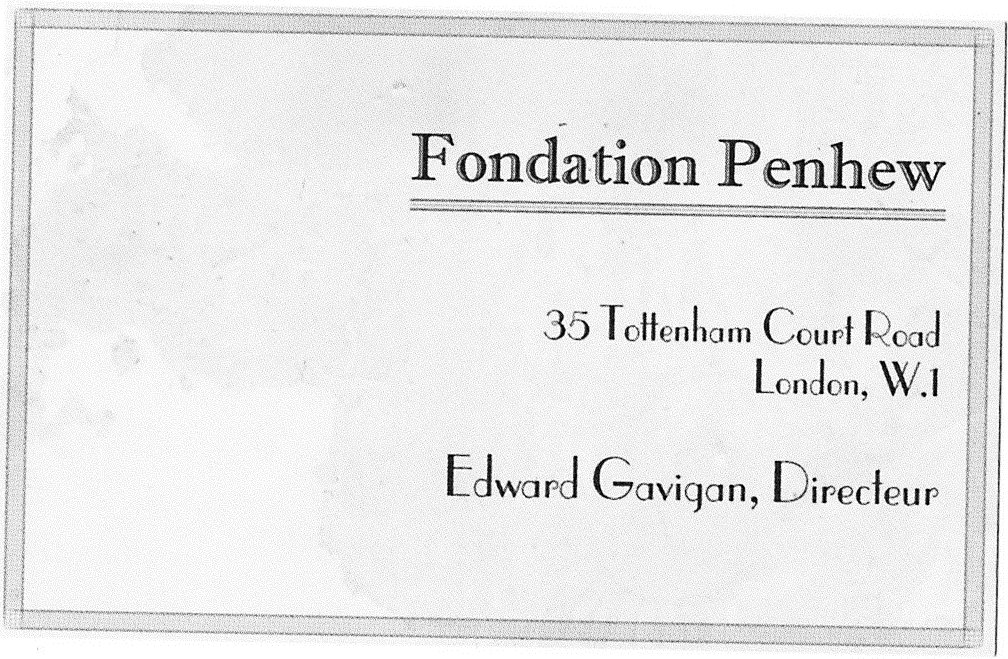 Fondation Penhew
35 Tottenham Court Road
London, W.1
Edward Gavigan, Directeur